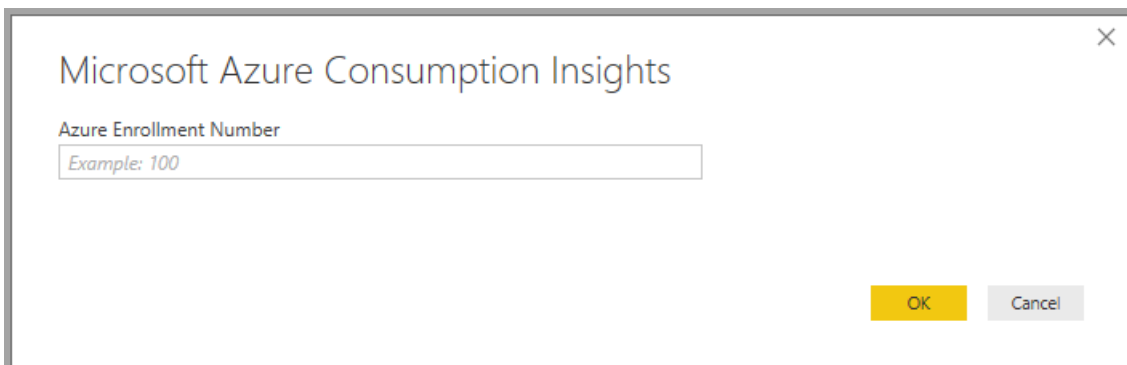 Microsoft Azure Consumption Insights
Azure Enrollment Number
Example: 100
OK
Cancel